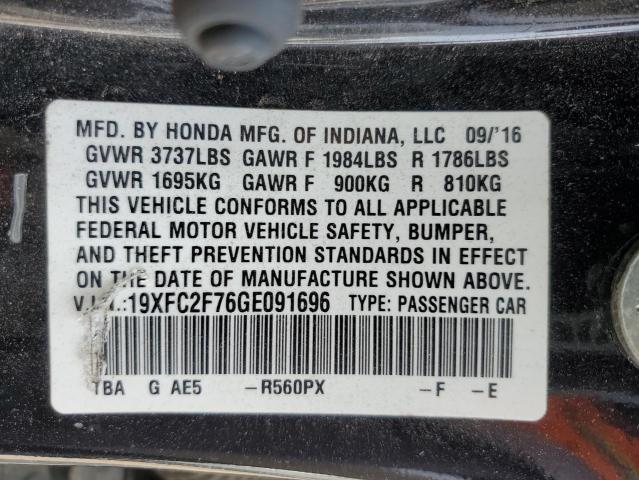 MFD. BY HONDA MFG. OF INDIANA, LLC 09/'16
GVWR 3737LBS GAWR F 1984LBS R 1786LBS
GVWR 1695KG GAWR F 900KG R 810KG
THIS VEHICLE CONFORMS TO ALL APPLICABLE
FEDERAL MOTOR VEHICLE SAFETY, BUMPER,
AND THEFT PREVENTION STANDARDS IN EFFECT
ON THE DATE OF MANUFACTURE SHOWN ABOVE.
V.I.N.:19XFC2F76GE091696 TYPE: PASSENGER CAR
TBA G AE5 –R560PX –F –E